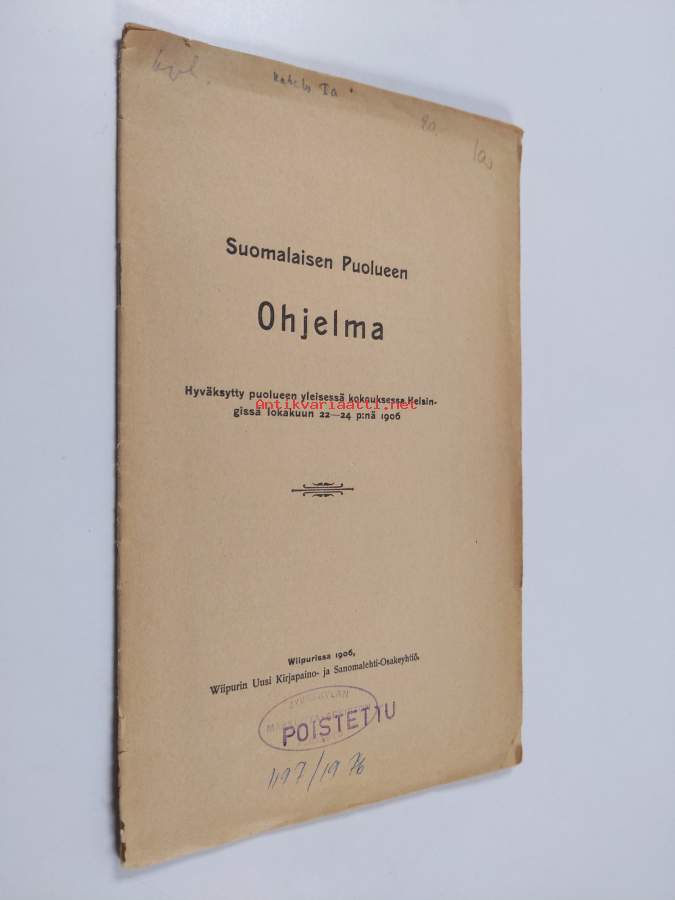 Suomalaisen Puolueen
Ohjelma
Hyväksytty puolueen yleisessä kokouksessa Helsin-
gissä lokakuun 22—24 p:nä 1906
Antikvariaatti.net
Wiipurissa 1906,
Wiipurin Uusi Kirjapaino- ja Sanomalehti-Osakeyhtiö.
POISTETTU